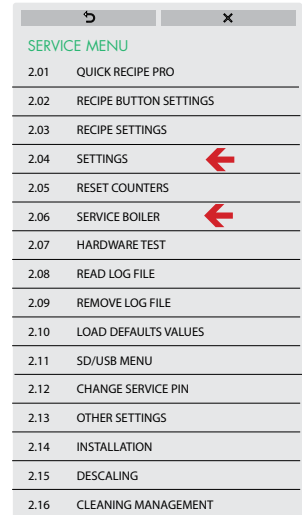 SERVICE MENU
2.01 QUICK RECIPE PRO
2.02 RECIPE BUTTON SETTINGS
2.03 RECIPE SETTINGS
2.04 SETTINGS
2.05 RESET COUNTERS
2.06 SERVICE BOILER
2.07 HARDWARE TEST
2.08 READ LOG FILE
2.09 REMOVE LOG FILE
2.10 LOAD DEFAULTS VALUES
2.11 SD/USB MENU
2.12 CHANGE SERVICE PIN
2.13 OTHER SETTINGS
2.14 INSTALLATION
2.15 DESCALING
2.16 CLEANING MANAGEMENT